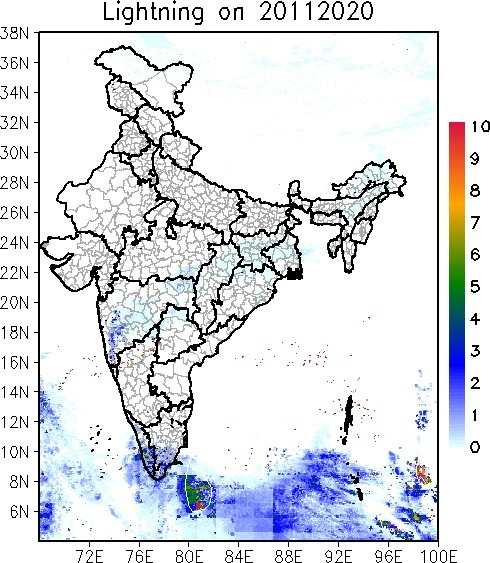 Lightning on 20112020
38N
36N
34N
32N
30N
28N
26N
24N
22N
20N
18N
16N
14N
12N
10N
8N
6N
72E 76E 80E 84E 88E 92E 96E 100E
10
9
8
7
6
5
4
3
2
1
0